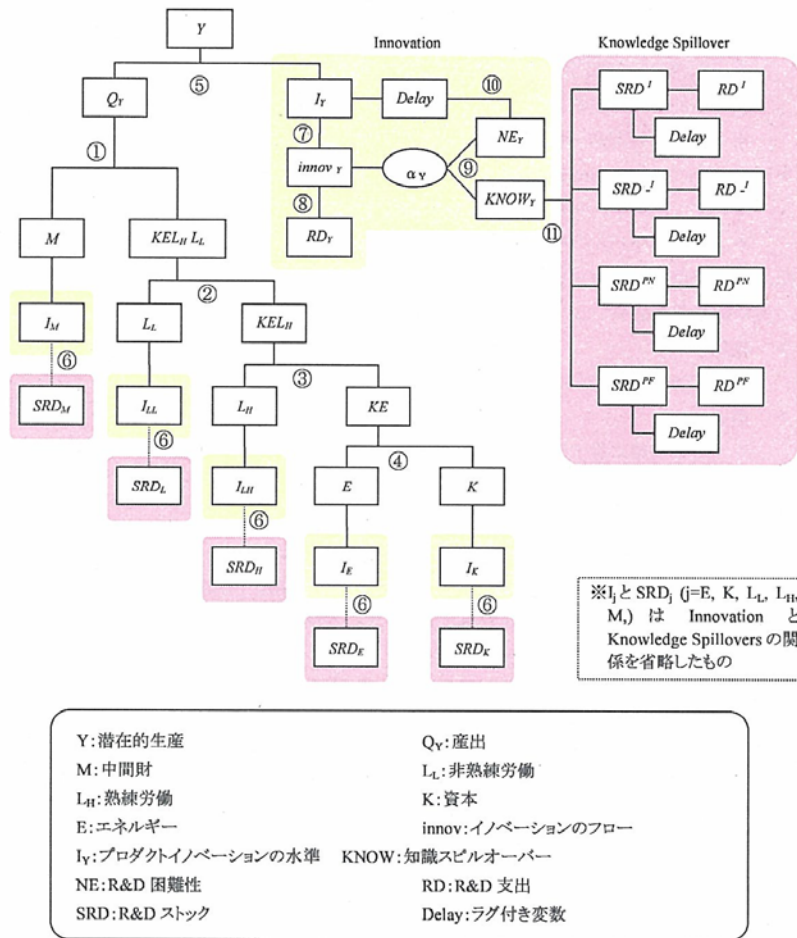 Y
Innovation
Knowledge Spillover
⑤
Q_Y
I_Y
Delay
⑩
SRD^I
RD^I
Delay
①
⑦
NE_Y
innov_Y
α_Y
⑨
KNOW_Y
SRD^-I
RD^-I
Delay
⑧
⑪
M
KEL_H L_L
RD_Y
②
SRD^PN
RD^PN
Delay
I_M
L_L
KEL_H
⑥
③
SRD^PF
RD^PF
Delay
SRD_M
I_LL
L_H
KE
⑥
④
SRD_L
I_LH
E
K
⑥
SRD_H
I_E
I_K
⑥
⑥
SRD_E
SRD_K
※I_jとSRD_j (j=E, K, L_L, L_H,
M,) は Innovation と
Knowledge Spilloversの関
係を省略したもの
Y:潜在的生産
Q_Y:産出
M:中間財
L_L:非熟練労働
L_H:熟練労働
K:資本
E:エネルギー
innov:イノベーションのフロー
I_Y:プロダクトイノベーションの水準
KNOW:知識スピルオーバー
NE:R&D 困難性
RD:R&D 支出
SRD:R&D ストック
Delay:ラグ付き変数